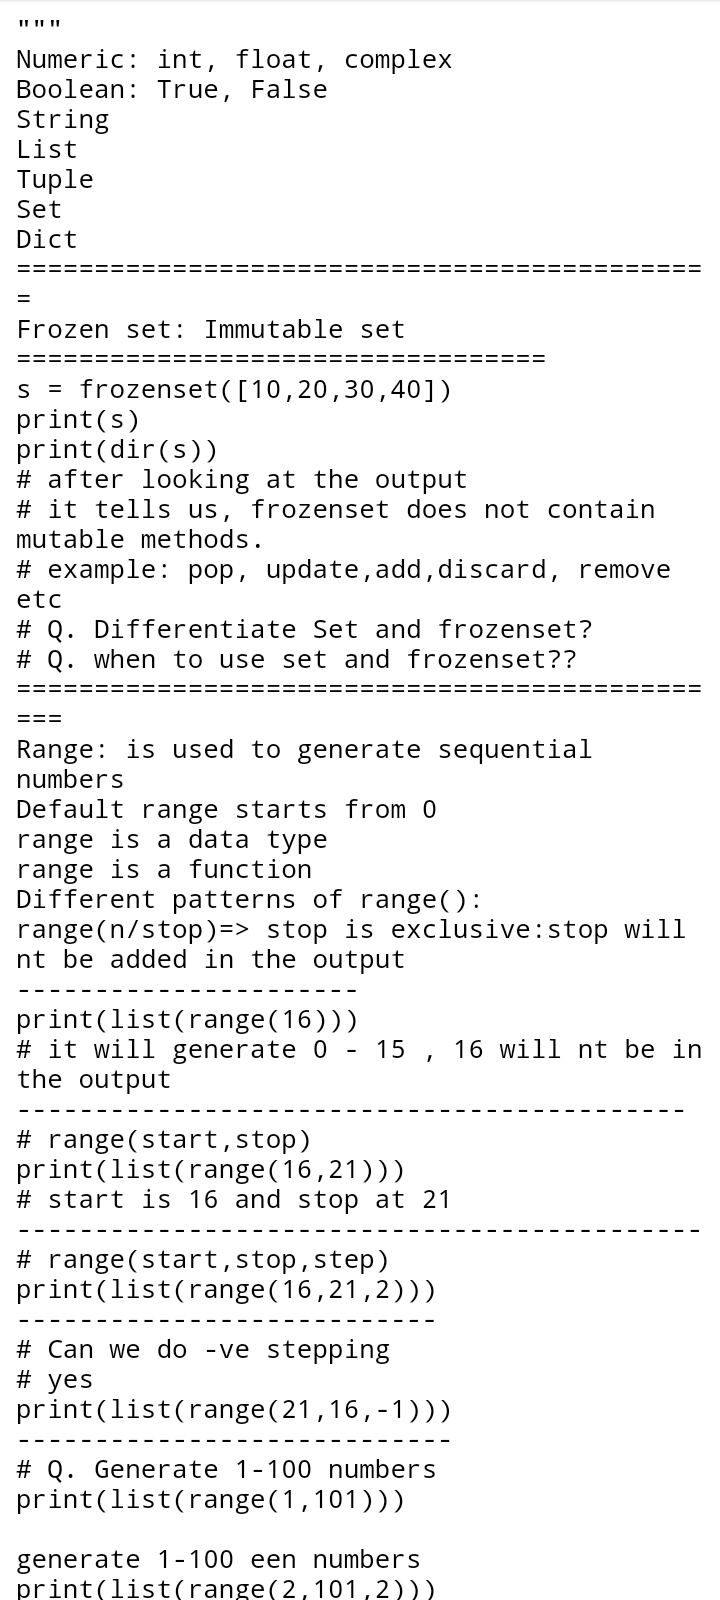 """
Numeric: int, float, complex
Boolean: True, False
String
List
Tuple
Set
Dict
============================================
=
Frozen set: Immutable set
==================================
s = frozenset([10,20,30,40])
print(s)
print(dir(s))
# after looking at the output
# it tells us, frozenset does not contain
mutable methods.
# example: pop, update,add,discard, remove
etc
# Q. Differentiate Set and frozenset?
# Q. when to use set and frozenset??
============================================
===
Range: is used to generate sequential
numbers
Default range starts from 0
range is a data type
range is a function
Different patterns of range():
range(n/stop)=> stop is exclusive:stop will
nt be added in the output
----------------------
print(list(range(16)))
# it will generate 0 - 15 , 16 will nt be in
the output
-------------------------------------------
# range(start,stop)
print(list(range(16,21)))
# start is 16 and stop at 21
--------------------------------------------
# range(start,stop,step)
print(list(range(16,21,2)))
---------------------------
# Can we do -ve stepping
# yes
print(list(range(21,16,-1)))
----------------------------
# Q. Generate 1-100 numbers
print(list(range(1,101)))

generate 1-100 een numbers
print(list(range(2,101,2)))